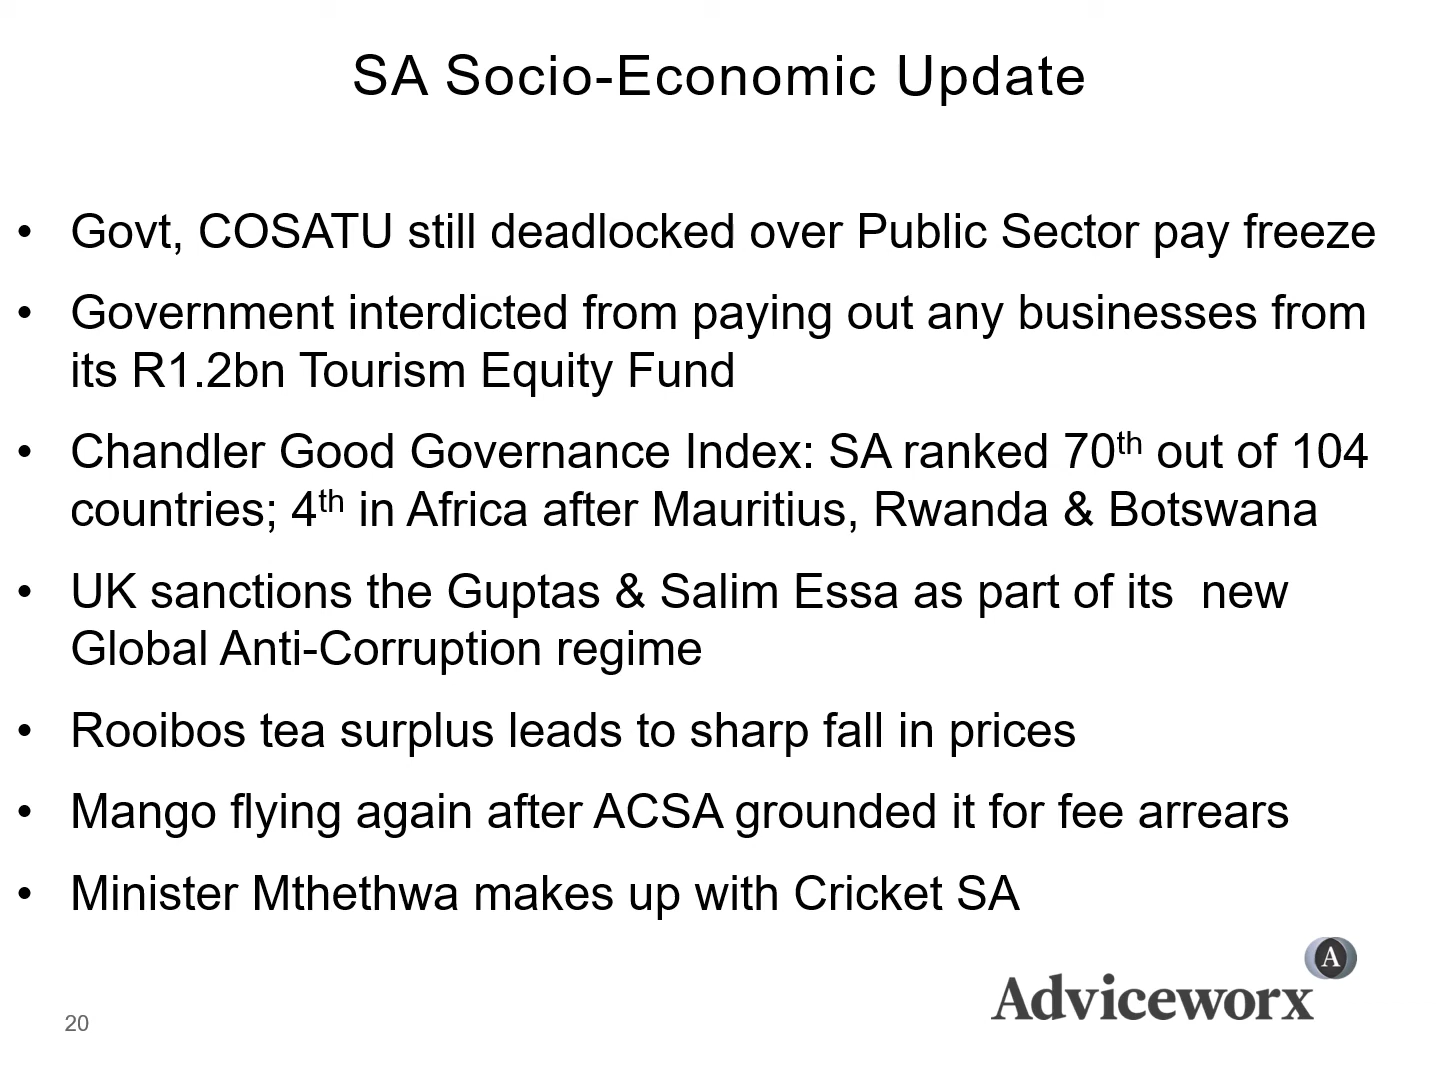 SA Socio-Economic Update
• Govt, COSATU still deadlocked over Public Sector pay freeze
• Government interdicted from paying out any businesses from
its R1.2bn Tourism Equity Fund
• Chandler Good Governance Index: SA ranked 70th out of 104
countries; 4th in Africa after Mauritius, Rwanda & Botswana
• UK sanctions the Guptas & Salim Essa as part of its  new
Global Anti-Corruption regime
• Rooibos tea surplus leads to sharp fall in prices
• Mango flying again after ACSA grounded it for fee arrears
• Minister Mthethwa makes up with Cricket SA
A
Adviceworx
20